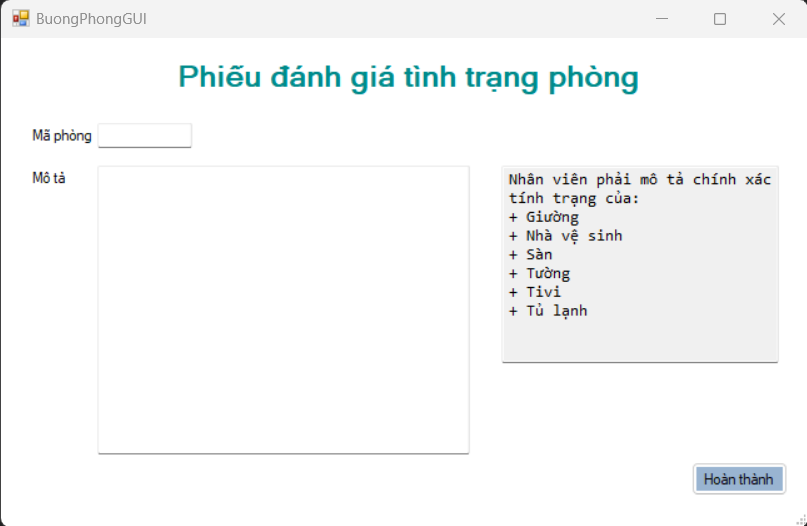 BuongPhongGUI
Phiếu đánh giá tình trạng phòng
Mã phòng
Mô tả
Nhân viên phải mô tả chính xác
tính trạng của:
+ Giường
+ Nhà vệ sinh
+ Sàn
+ Tường
+ Tivi
+ Tủ lạnh
Hoàn thành